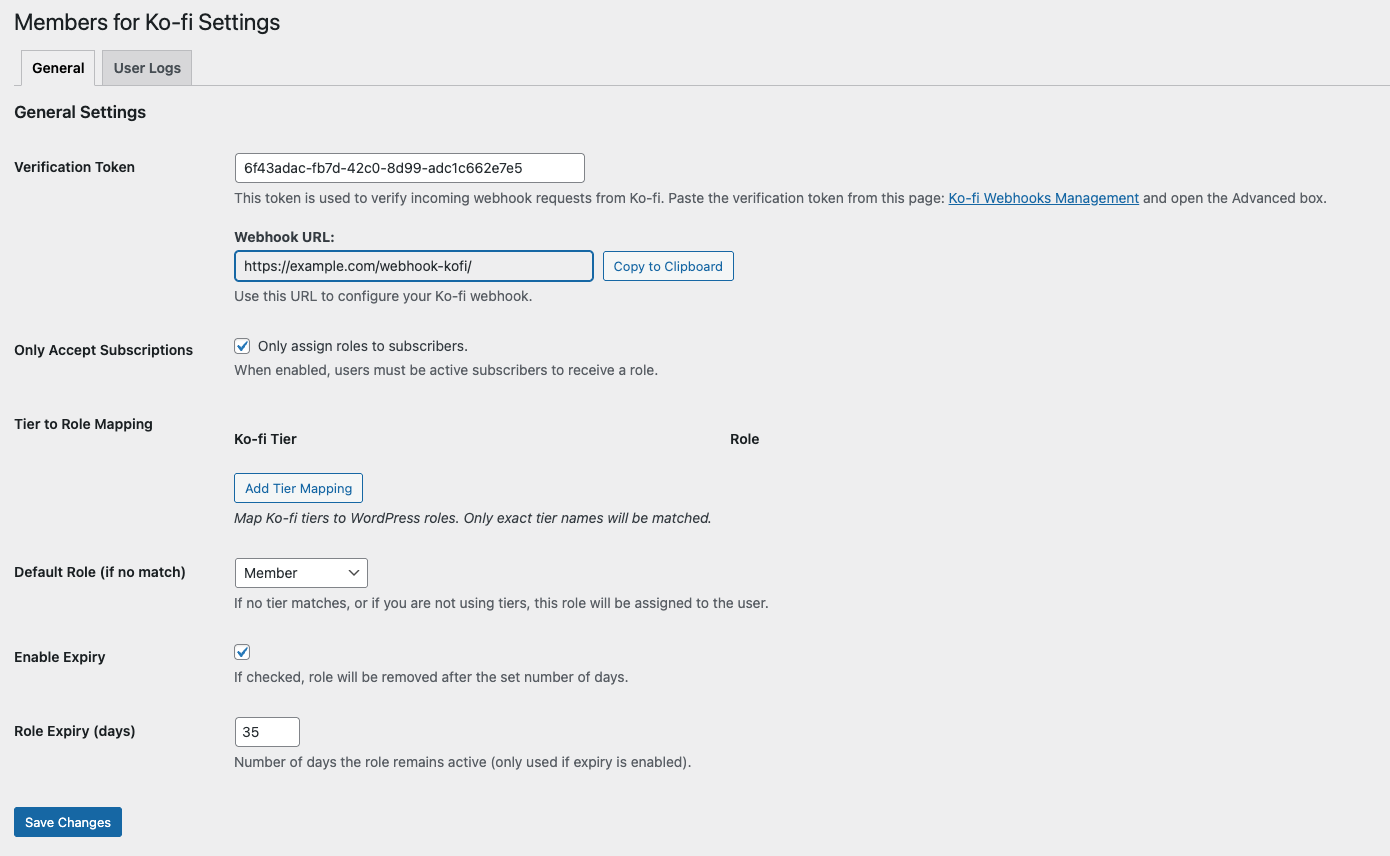 Members for Ko-fi Settings
General
User Logs
General Settings
Verification Token
6f43adac-fb7d-42c0-8d99-adc1c662e7e5
This token is used to verify incoming webhook requests from Ko-fi. Paste the verification token from this page: Ko-fi Webhooks Management and open the Advanced box.
Webhook URL:
https://example.com/webhook-kofi/
Copy to Clipboard
Use this URL to configure your Ko-fi webhook.
Only Accept Subscriptions
Only assign roles to subscribers.
When enabled, users must be active subscribers to receive a role.
Tier to Role Mapping
Ko-fi Tier
Role
Add Tier Mapping
Map Ko-fi tiers to WordPress roles. Only exact tier names will be matched.
Default Role (if no match)
Member
If no tier matches, or if you are not using tiers, this role will be assigned to the user.
Enable Expiry
If checked, role will be removed after the set number of days.
Role Expiry (days)
35
Number of days the role remains active (only used if expiry is enabled).
Save Changes